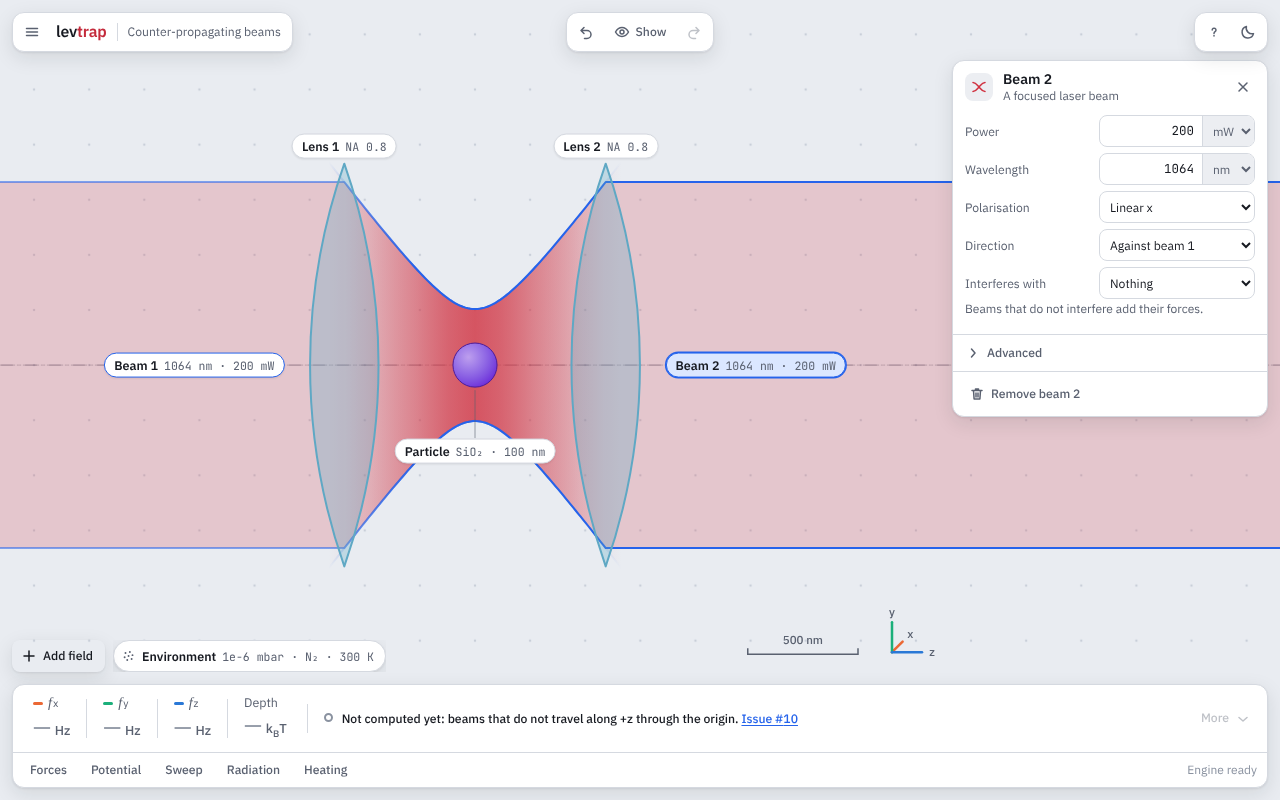 levtrap
Counter-propagating beams
Show
?
Beam 2
A focused laser beam
Power 200 mW
Wavelength 1064 nm
Polarisation Linear x
Direction Against beam 1
Interferes with Nothing
Beams that do not interfere add their forces.
Advanced
Remove beam 2
Lens 1 NA 0.8
Lens 2 NA 0.8
Beam 1 1064 nm · 200 mW
Beam 2 1064 nm · 200 mW
Particle SiO₂ · 100 nm
500 nm
y
x
z
Add field
Environment 1e-6 mbar · N₂ · 300 K
fx
— Hz
fy
— Hz
fz
— Hz
Depth
— kBT
Not computed yet: beams that do not travel along +z through the origin. Issue #10
More
Forces Potential Sweep Radiation Heating
Engine ready